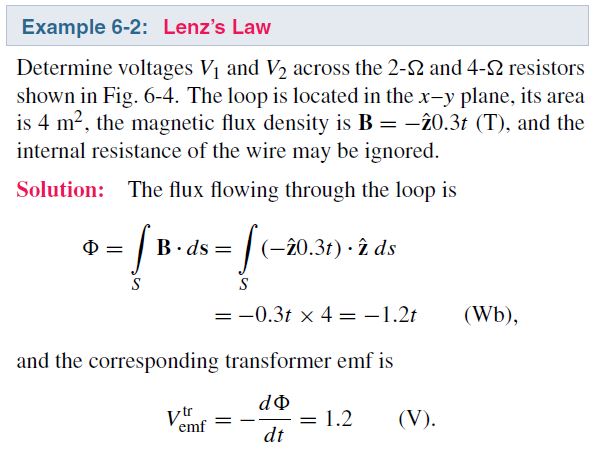 Example 6-2: Lenz's Law
Determine voltages V₁ and V₂ across the 2-Ω and 4-Ω resistors
shown in Fig. 6-4. The loop is located in the x–y plane, its area
is 4 m², the magnetic flux density is B = −ẑ0.3t (T), and the
internal resistance of the wire may be ignored.
Solution: The flux flowing through the loop is
Φ = ∫_S B · ds = ∫_S (−ẑ0.3t) · ẑ ds
= −0.3t × 4 = −1.2t (Wb),
and the corresponding transformer emf is
V_emf^tr = −dΦ/dt = 1.2 (V).